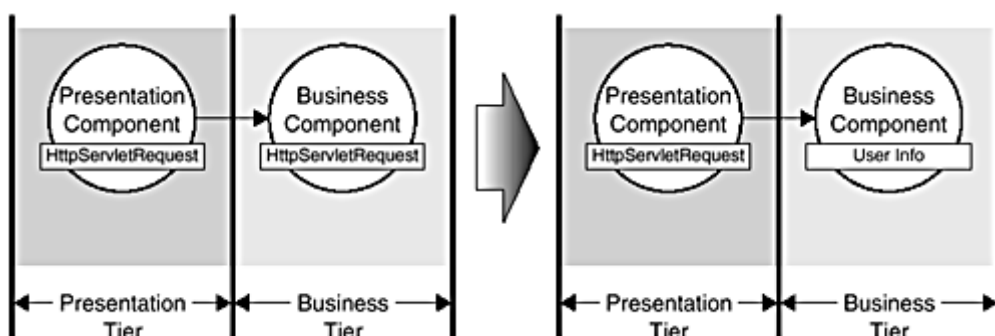 Presentation
Component
HttpServletRequest
Business
Component
HttpServletRequest
Presentation
Component
HttpServletRequest
Business
Component
User Info
Presentation
Tier
Business
Tier
Presentation
Tier
Business
Tier